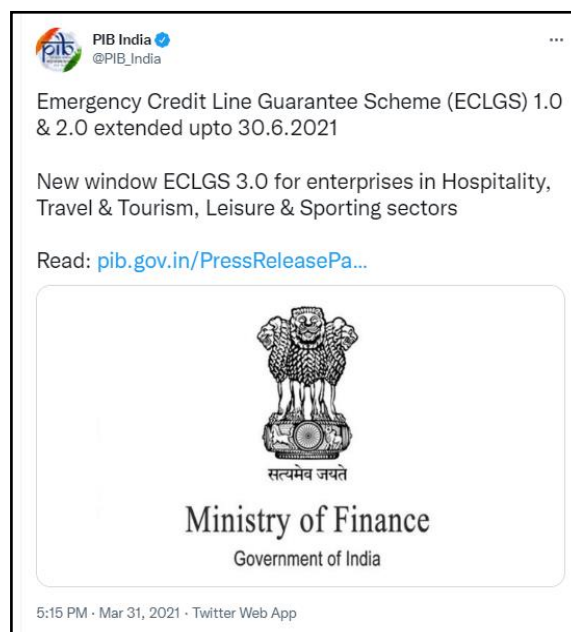 pib
PIB India
@PIB_India
...
Emergency Credit Line Guarantee Scheme (ECLGS) 1.0
& 2.0 extended upto 30.6.2021
New window ECLGS 3.0 for enterprises in Hospitality,
Travel & Tourism, Leisure & Sporting sectors
Read: pib.gov.in/PressReleasePa...
सत्यमेव जयते
Ministry of Finance
Government of India
5:15 PM · Mar 31, 2021 · Twitter Web App